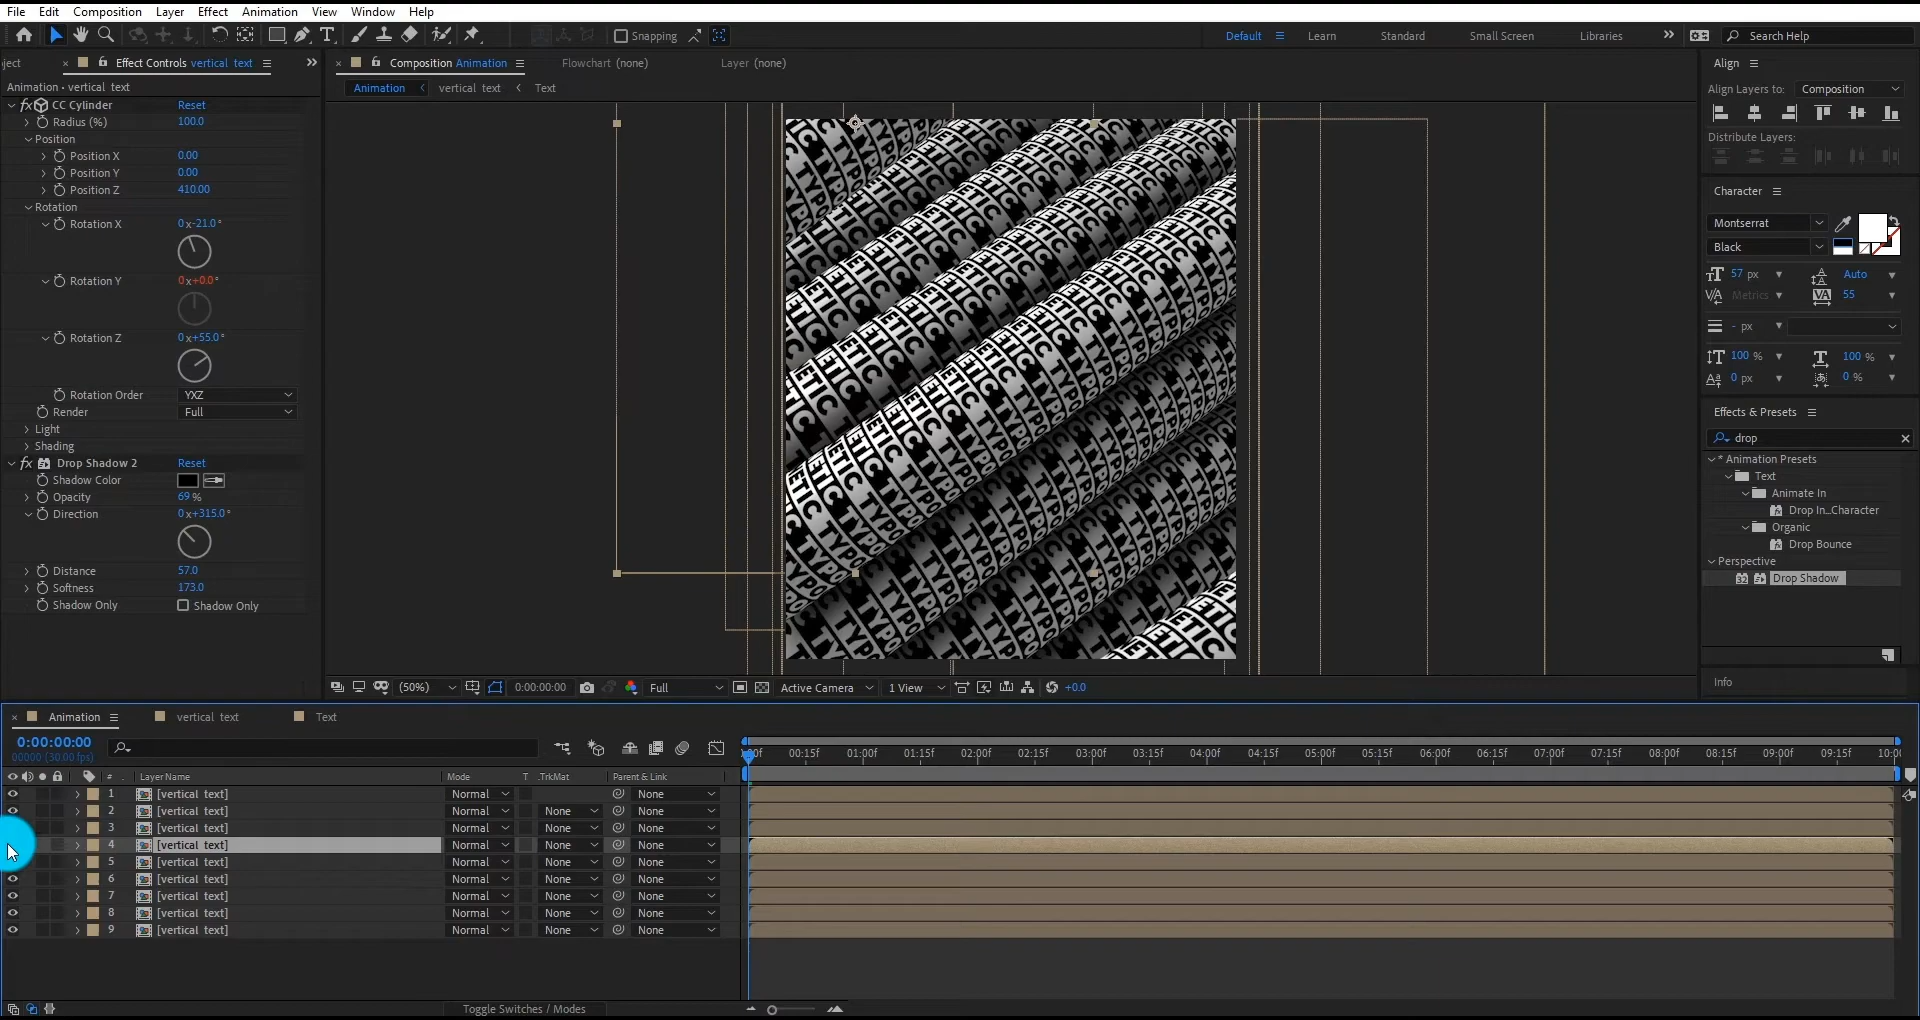 File Edit Composition Layer Effect Animation View Window Help
Snapping
Default Learn Standard Small Screen Libraries Search Help
ject Effect Controls vertical text
Composition Animation Flowchart (none) Layer (none)
Animation • vertical text
Animation vertical text Text
fx CC Cylinder Reset
Radius (%) 100.0
Position
Position X 0.00
Position Y 0.00
Position Z 410.00
Rotation
Rotation X 0x-21.0°
Rotation Y 0x+0.0°
Rotation Z 0x+55.0°
Rotation Order YXZ
Render Full
Light
Shading
fx Drop Shadow 2 Reset
Shadow Color
Opacity 69 %
Direction 0x+315.0°
Distance 57.0
Softness 173.0
Shadow Only Shadow Only
(50%) 0:00:00:00 Full Active Camera 1 View +0.0
Align
Align Layers to: Composition
Distribute Layers:
Character
Montserrat
Black
57 px Auto
Metrics 55
- px
100 % 100 %
0 px 0 %
Effects & Presets
drop
* Animation Presets
Text
Animate In
Drop In...Character
Organic
Drop Bounce
Perspective
32 Drop Shadow
Info
Animation vertical text Text
0:00:00:00
00000 (30.00 fps)
00f 00:15f 01:00f 01:15f 02:00f 02:15f 03:00f 03:15f 04:00f 04:15f 05:00f 05:15f 06:00f 06:15f 07:00f 07:15f 08:00f 08:15f 09:00f 09:15f 10:0
# Layer Name Mode T .TrkMat Parent & Link
1 [vertical text] Normal None
2 [vertical text] Normal None None
3 [vertical text] Normal None None
4 [vertical text] Normal None None
5 [vertical text] Normal None None
6 [vertical text] Normal None None
7 [vertical text] Normal None None
8 [vertical text] Normal None None
9 [vertical text] Normal None None
Toggle Switches / Modes